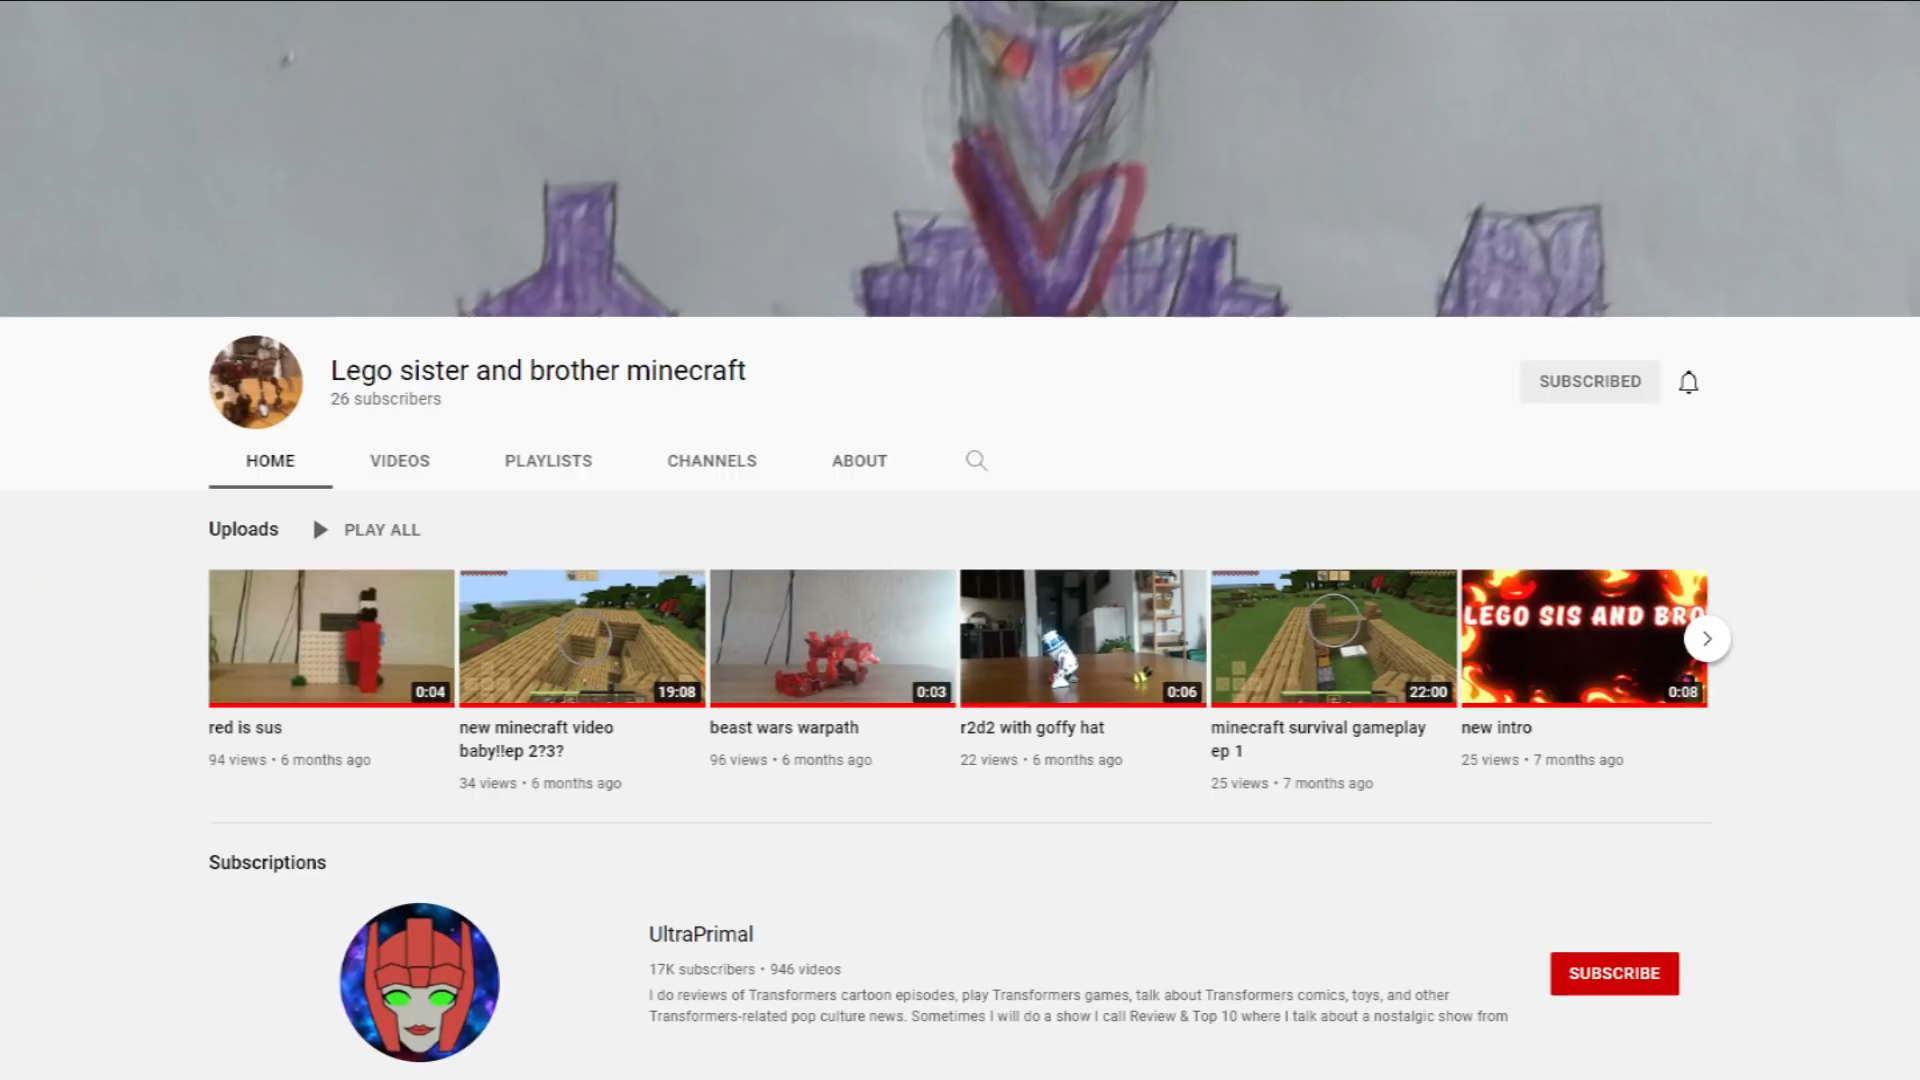 Lego sister and brother minecraft
26 subscribers
SUBSCRIBED
HOME VIDEOS PLAYLISTS CHANNELS ABOUT
Uploads PLAY ALL
0:04
19:08
0:03
0:06
22:00
LEGO SIS AND BRO
0:08
red is sus
94 views • 6 months ago
new minecraft video
baby!!ep 2?3?
34 views • 6 months ago
beast wars warpath
96 views • 6 months ago
r2d2 with goffy hat
22 views • 6 months ago
minecraft survival gameplay
ep 1
25 views • 7 months ago
new intro
25 views • 7 months ago
Subscriptions
UltraPrimal
17K subscribers • 946 videos
I do reviews of Transformers cartoon episodes, play Transformers games, talk about Transformers comics, toys, and other
Transformers-related pop culture news. Sometimes I will do a show I call Review & Top 10 where I talk about a nostalgic show from
SUBSCRIBE